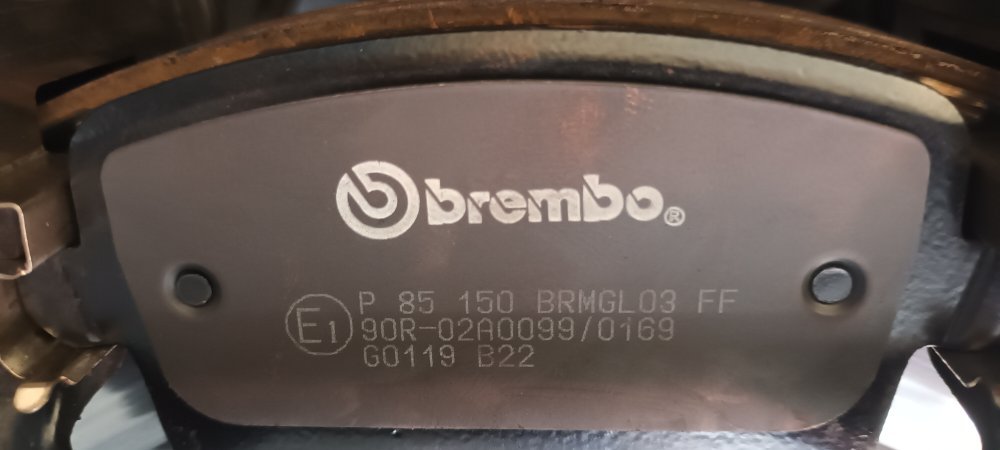 brembo®
P 85 150 BRMGL03 FF
E1 90R-02A0099/0169
G0119 B22